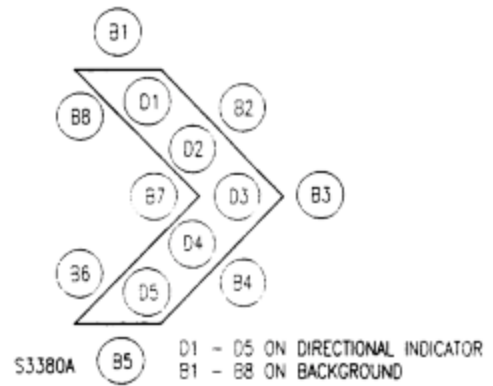 B1
D1
B8
B2
D2
B7
D3
B3
D4
B6
B4
D5
B5
D1 - D5 ON DIRECTIONAL INDICATOR
S3380A
B1 - B8 ON BACKGROUND